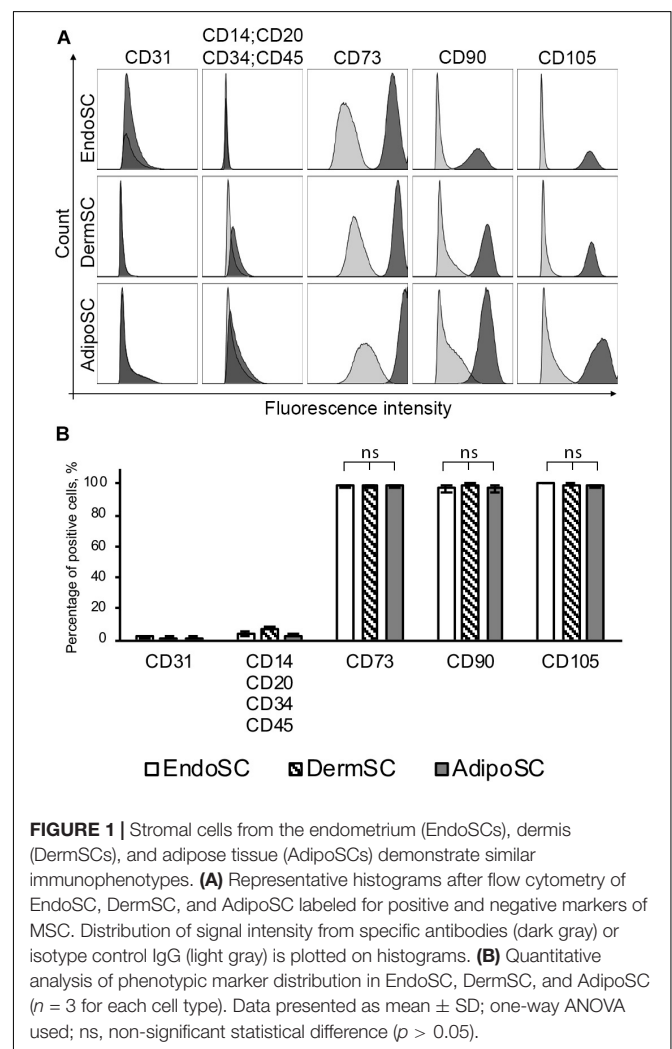 A
CD31
CD14;CD20
CD34;CD45
CD73
CD90
CD105
EndoSC
DermSC
AdipoSC
Count
Fluorescence intensity
B
Percentage of positive cells, %
100
80
60
40
20
0
ns
ns
ns
CD31
CD14
CD20
CD34
CD45
CD73
CD90
CD105
EndoSC
DermSC
AdipoSC
FIGURE 1 | Stromal cells from the endometrium (EndoSCs), dermis
(DermSCs), and adipose tissue (AdipoSCs) demonstrate similar
immunophenotypes. (A) Representative histograms after flow cytometry of
EndoSC, DermSC, and AdipoSC labeled for positive and negative markers of
MSC. Distribution of signal intensity from specific antibodies (dark gray) or
isotype control IgG (light gray) is plotted on histograms. (B) Quantitative
analysis of phenotypic marker distribution in EndoSC, DermSC, and AdipoSC
(n = 3 for each cell type). Data presented as mean ± SD; one-way ANOVA
used; ns, non-significant statistical difference (p > 0.05).